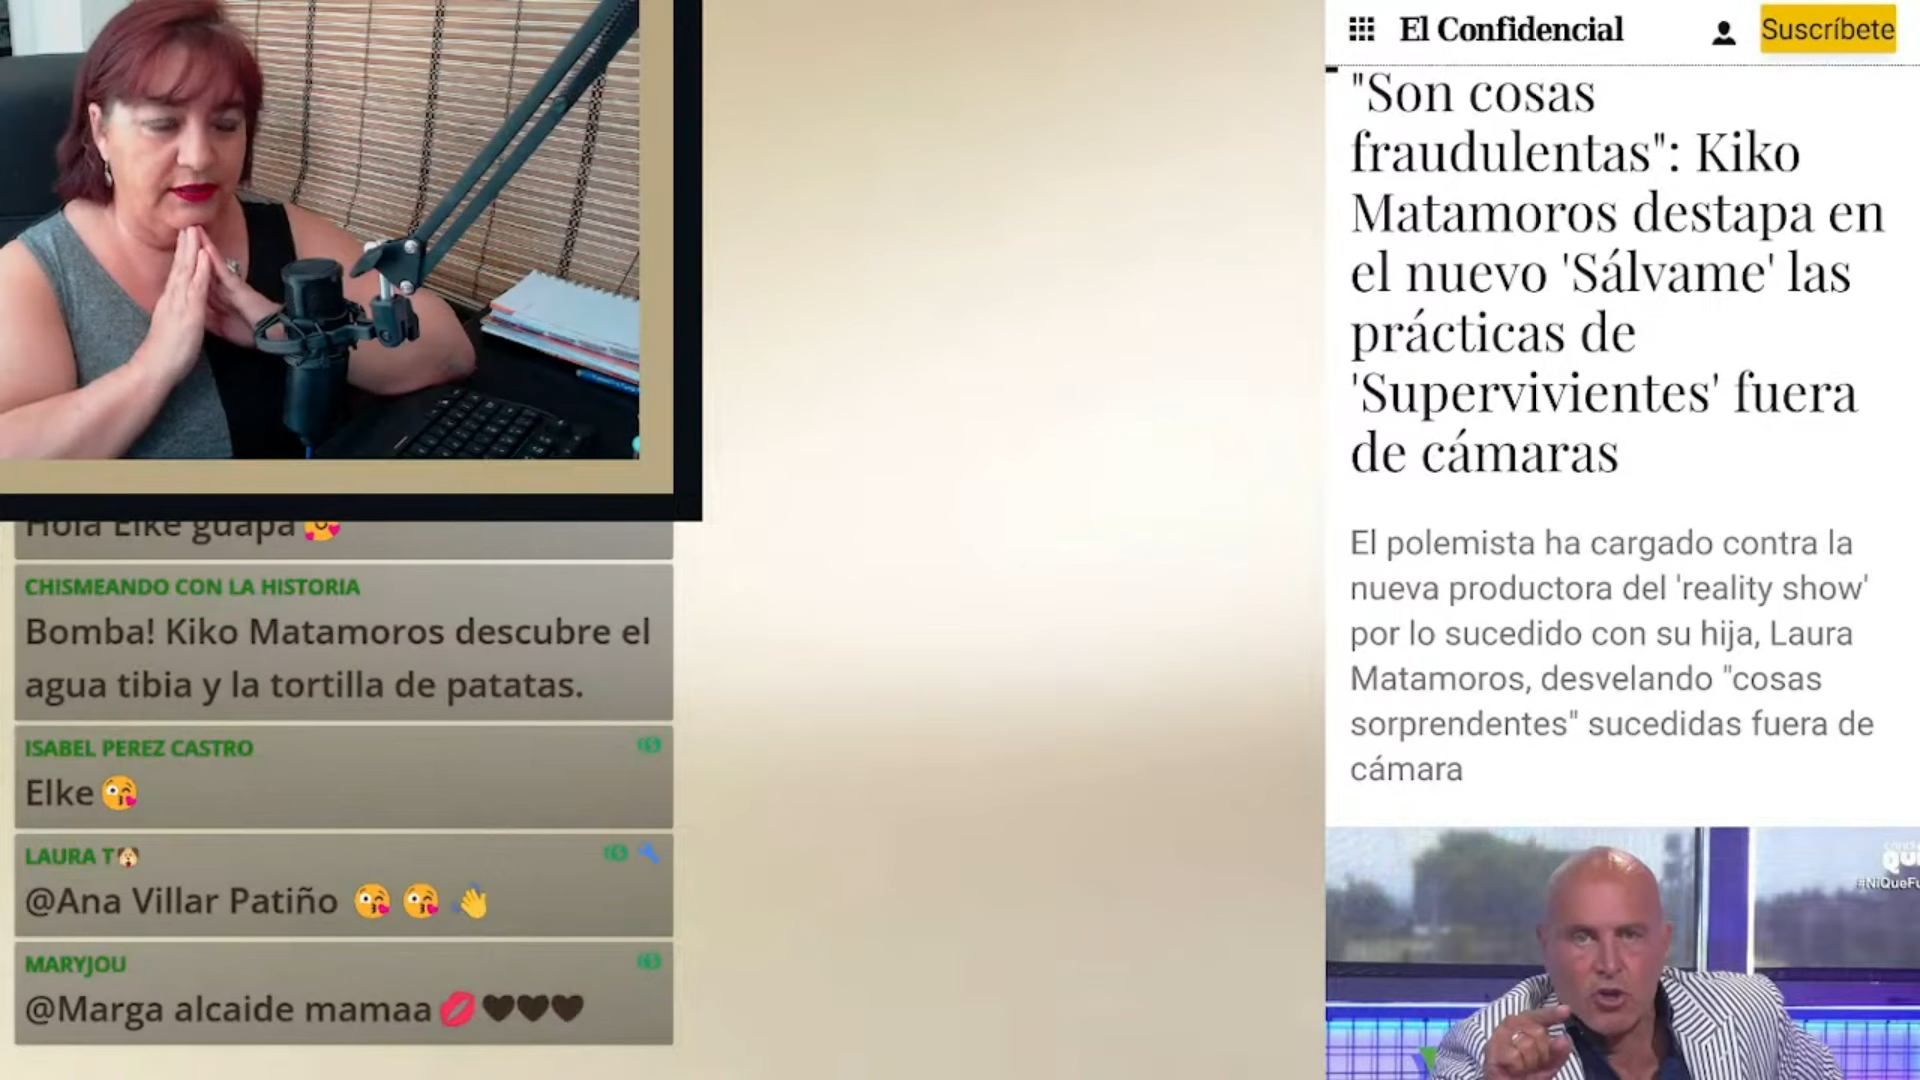 Hola Elke guapa🥰
CHISMEANDO CON LA HISTORIA
Bomba! Kiko Matamoros descubre el
agua tibia y la tortilla de patatas.
ISABEL PEREZ CASTRO
Elke😘
LAURA T🐶
@Ana Villar Patiño 😘 😘 👋
MARYJOU
@Marga alcaide mamaa💋🖤🖤🖤
El Confidencial
Suscríbete
"Son cosas
fraudulentas": Kiko
Matamoros destapa en
el nuevo 'Sálvame' las
prácticas de
'Supervivientes' fuera
de cámaras
El polemista ha cargado contra la
nueva productora del 'reality show'
por lo sucedido con su hija, Laura
Matamoros, desvelando "cosas
sorprendentes" sucedidas fuera de
cámara